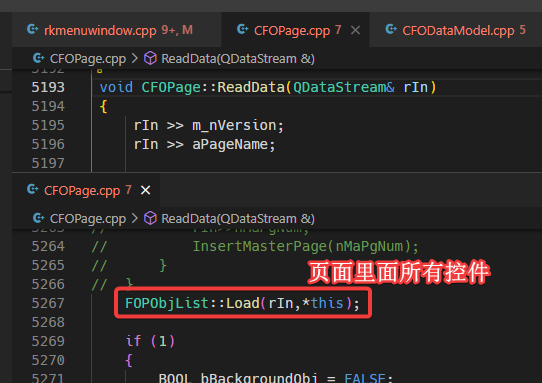 rkmenuwindow.cpp 9+, M CFOPage.cpp 7 × CFODataModel.cpp 5
CFOPage.cpp > ReadData(QDataStream &)
5192
5193 void CFOPage::ReadData(QDataStream& rIn)
5194 {
5195 rIn >> m_nVersion;
5196 rIn >> aPageName;
5197
CFOPage.cpp 7 ×
CFOPage.cpp > ReadData(QDataStream &)
5263 // rIn>>nMaPgNum;
5264 // InsertMasterPage(nMaPgNum);
5265 // }
5266 // }
页面里面所有控件
5267 FOPObjList::Load(rIn,*this);
5268
5269 if (1)
5270 {
5271 BOOL bBackgroundObj = FALSE;